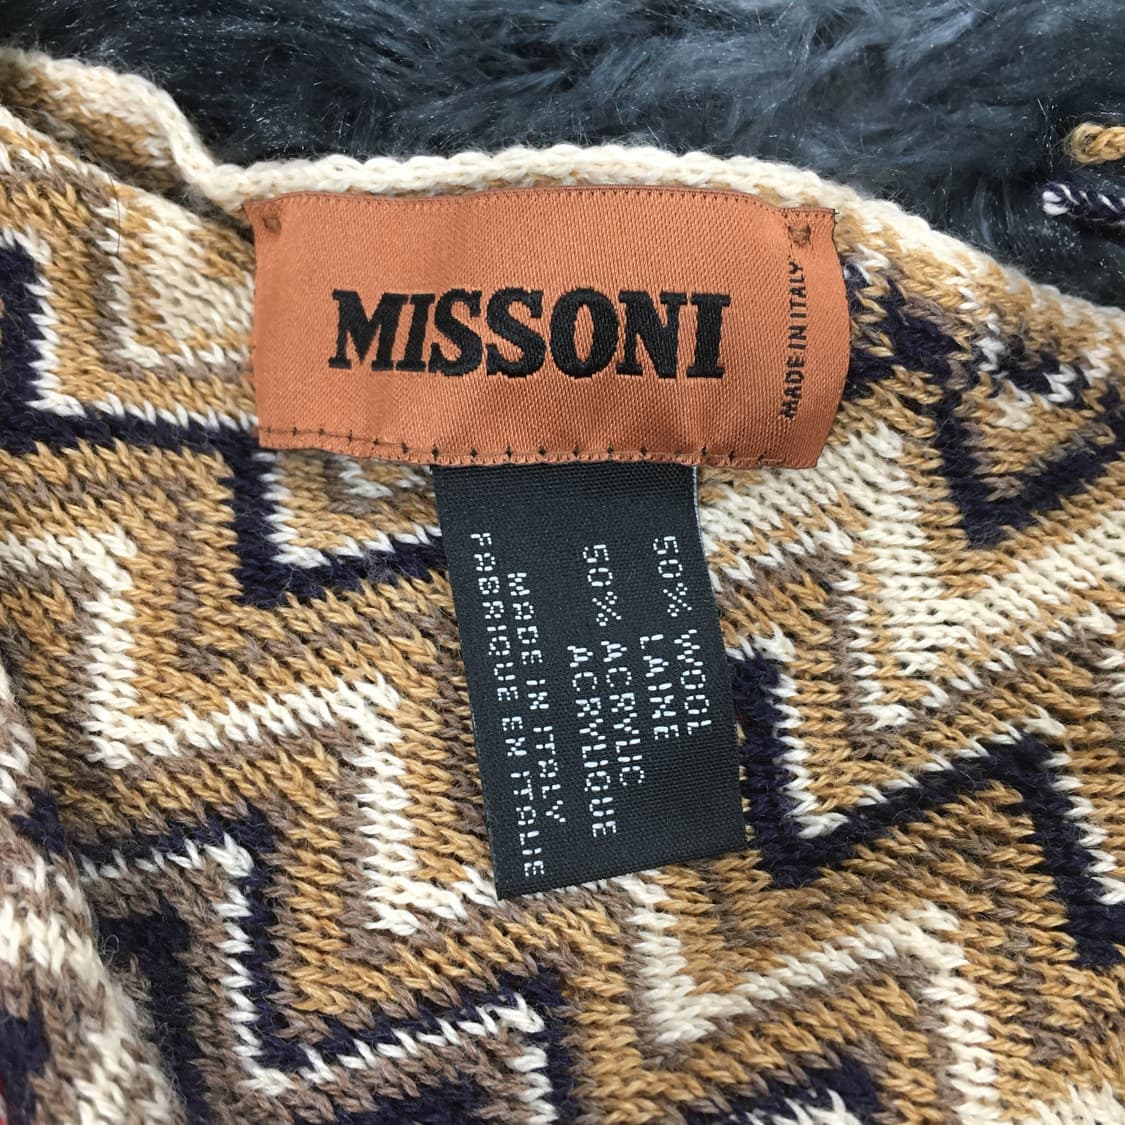 MISSONI
MADE IN ITALY
50% WOOL
LAINE
50% ACRYLIC
ACRYLIQUE
MADE IN ITALY
FABRIQUE EN ITALIE